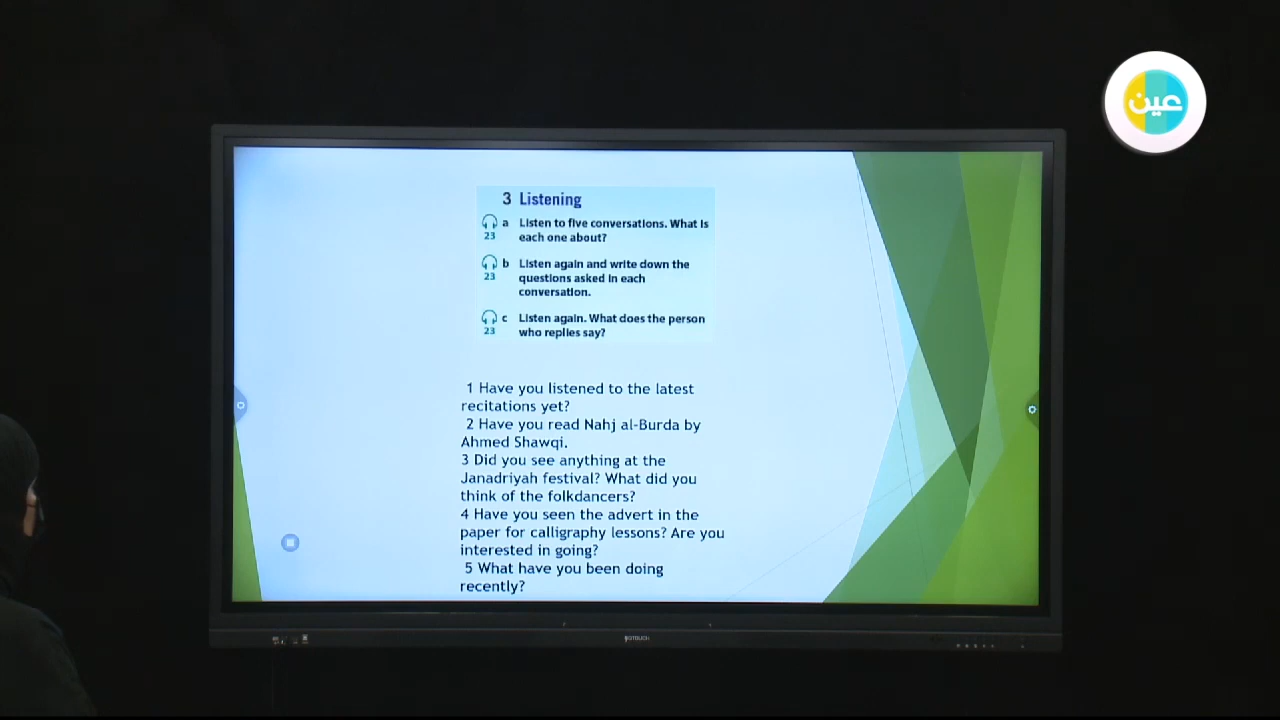 عين
3 Listening
a Listen to five conversations. What is
23 each one about?
b Listen again and write down the
23 questions asked in each
conversation.
c Listen again. What does the person
23 who replies say?
1 Have you listened to the latest
recitations yet?
2 Have you read Nahj al-Burda by
Ahmed Shawqi.
3 Did you see anything at the
Janadriyah festival? What did you
think of the folkdancers?
4 Have you seen the advert in the
paper for calligraphy lessons? Are you
interested in going?
5 What have you been doing
recently?